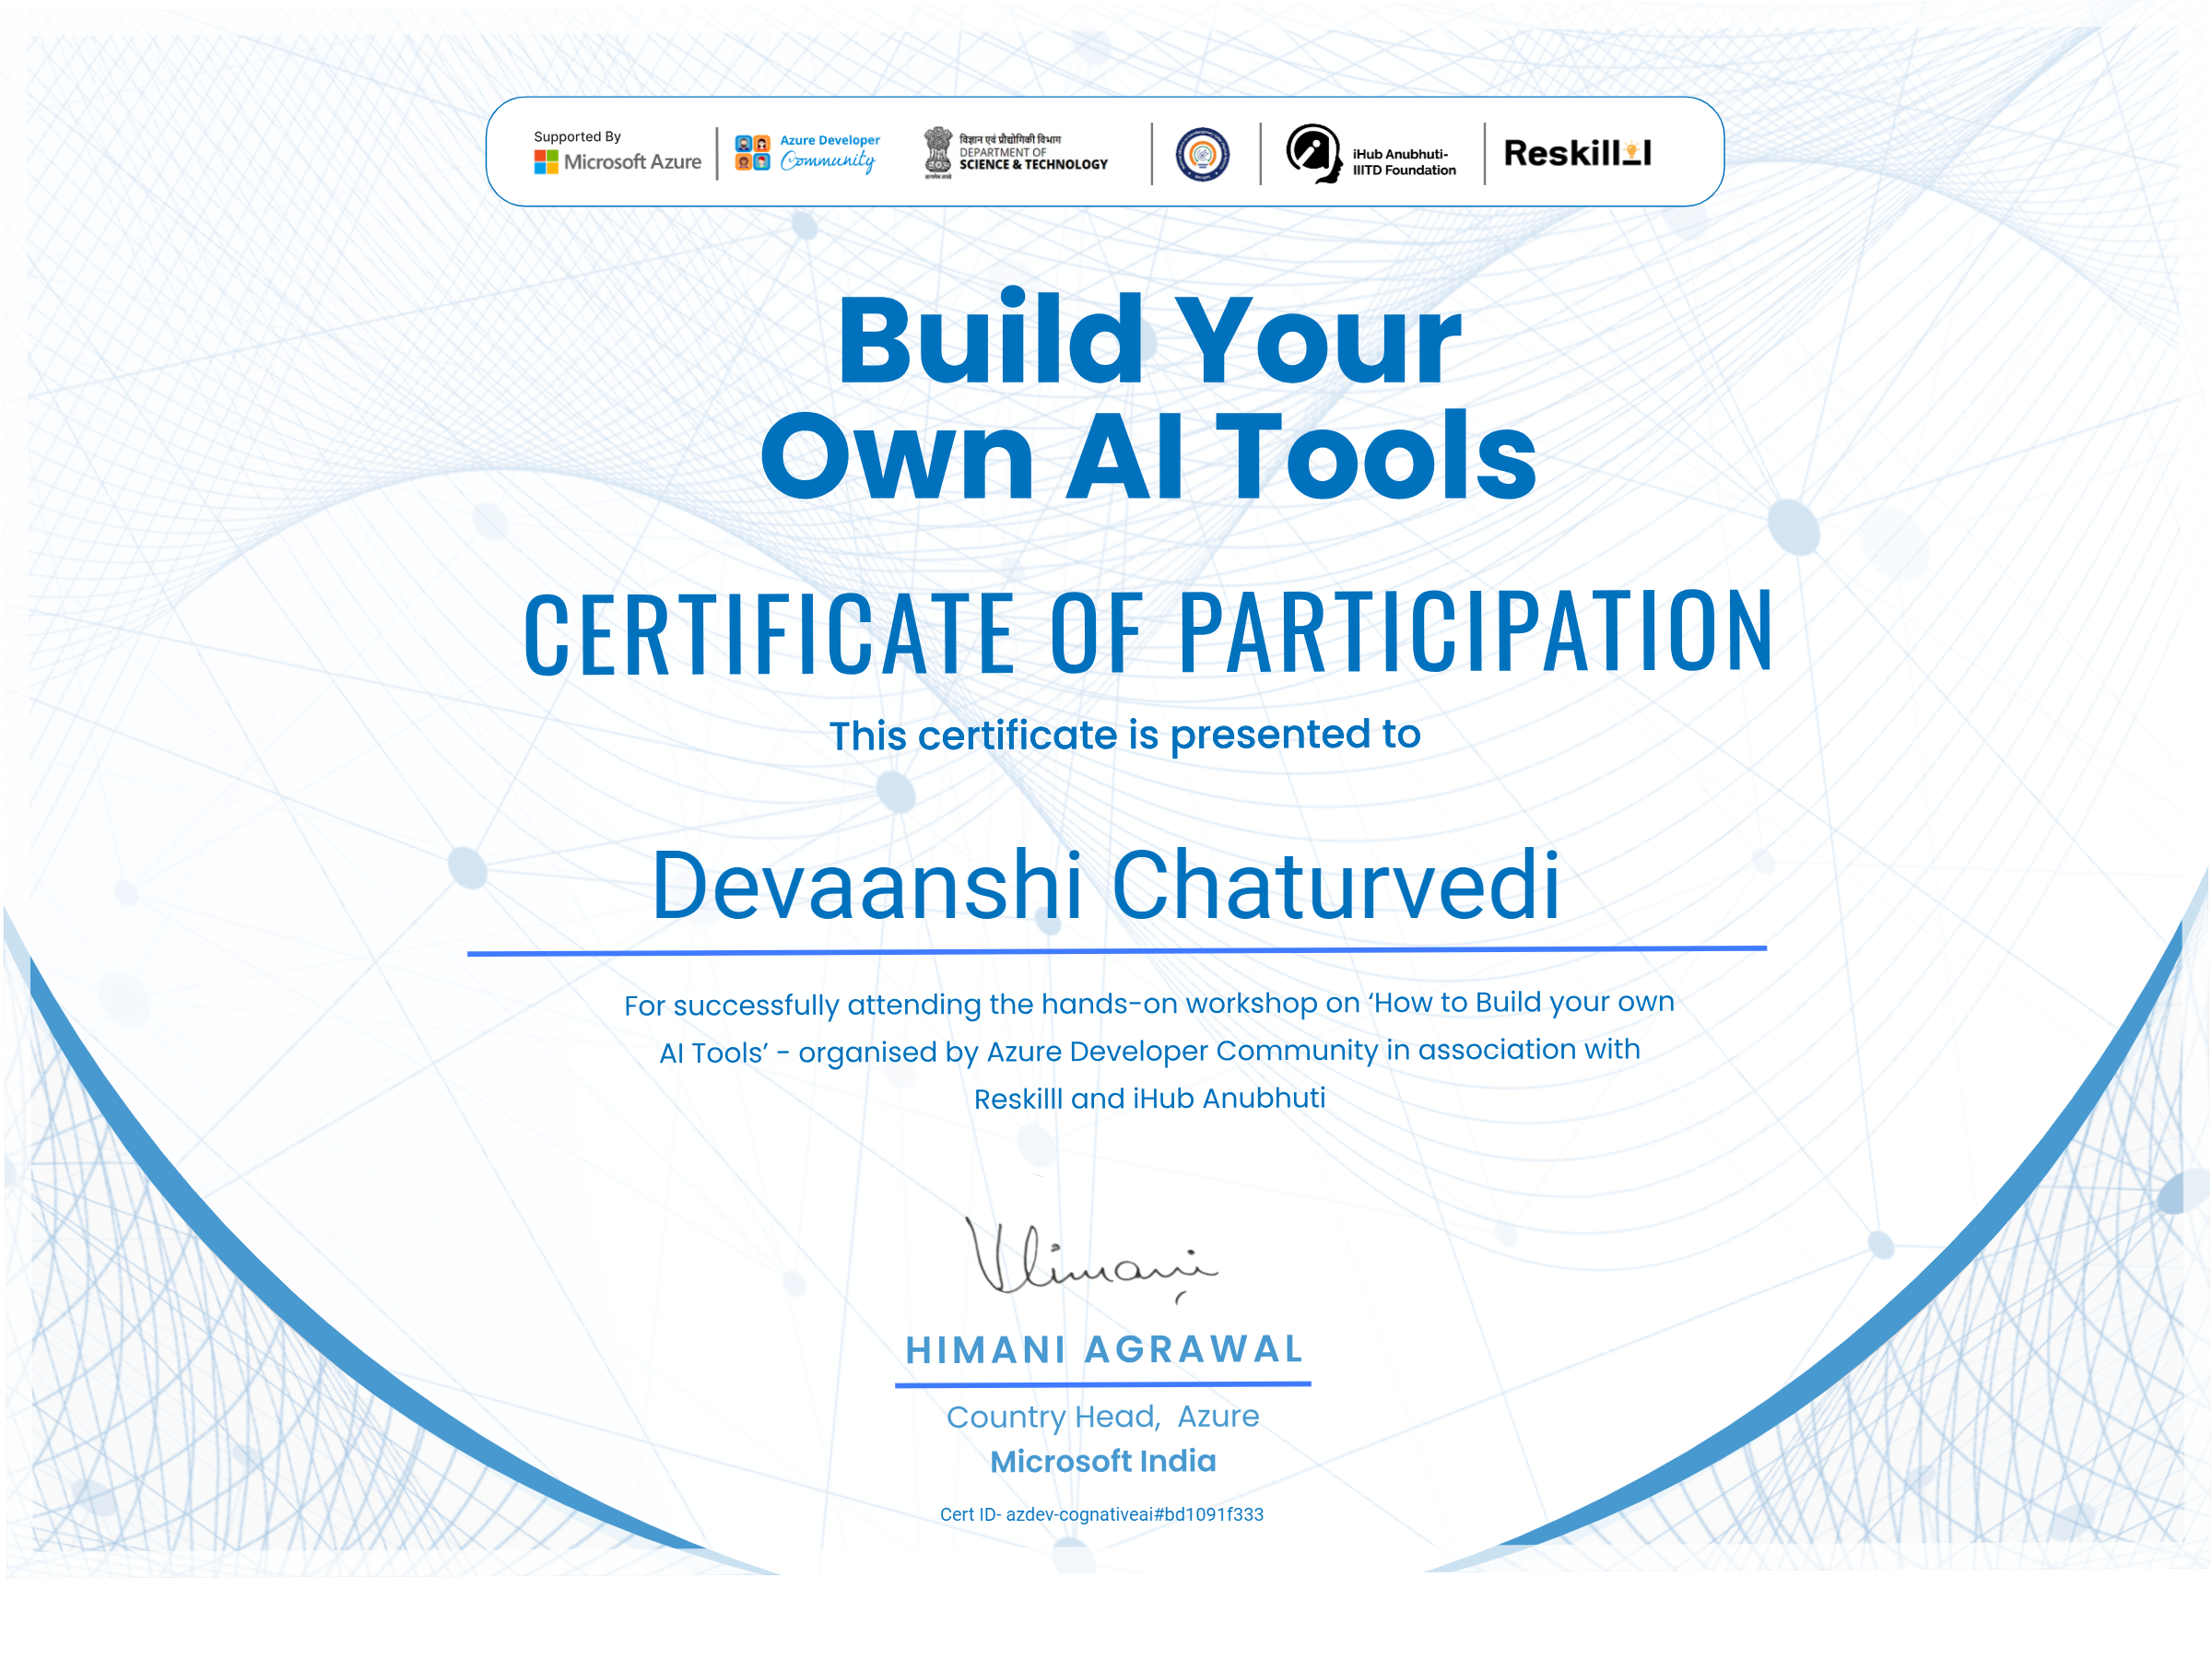 Supported By
Microsoft Azure
Azure Developer
Community
विज्ञान एवं प्रौद्योगिकी विभाग
DEPARTMENT OF
SCIENCE & TECHNOLOGY
iHub Anubhuti-
IIITD Foundation
Reskilll
Build Your
Own AI Tools
CERTIFICATE OF PARTICIPATION
This certificate is presented to
Devaanshi Chaturvedi
For successfully attending the hands-on workshop on ‘How to Build your own
AI Tools’ - organised by Azure Developer Community in association with
Reskilll and iHub Anubhuti
Himani
HIMANI AGRAWAL
Country Head, Azure
Microsoft India
Cert ID- azdev-cognativeai#bd1091f333